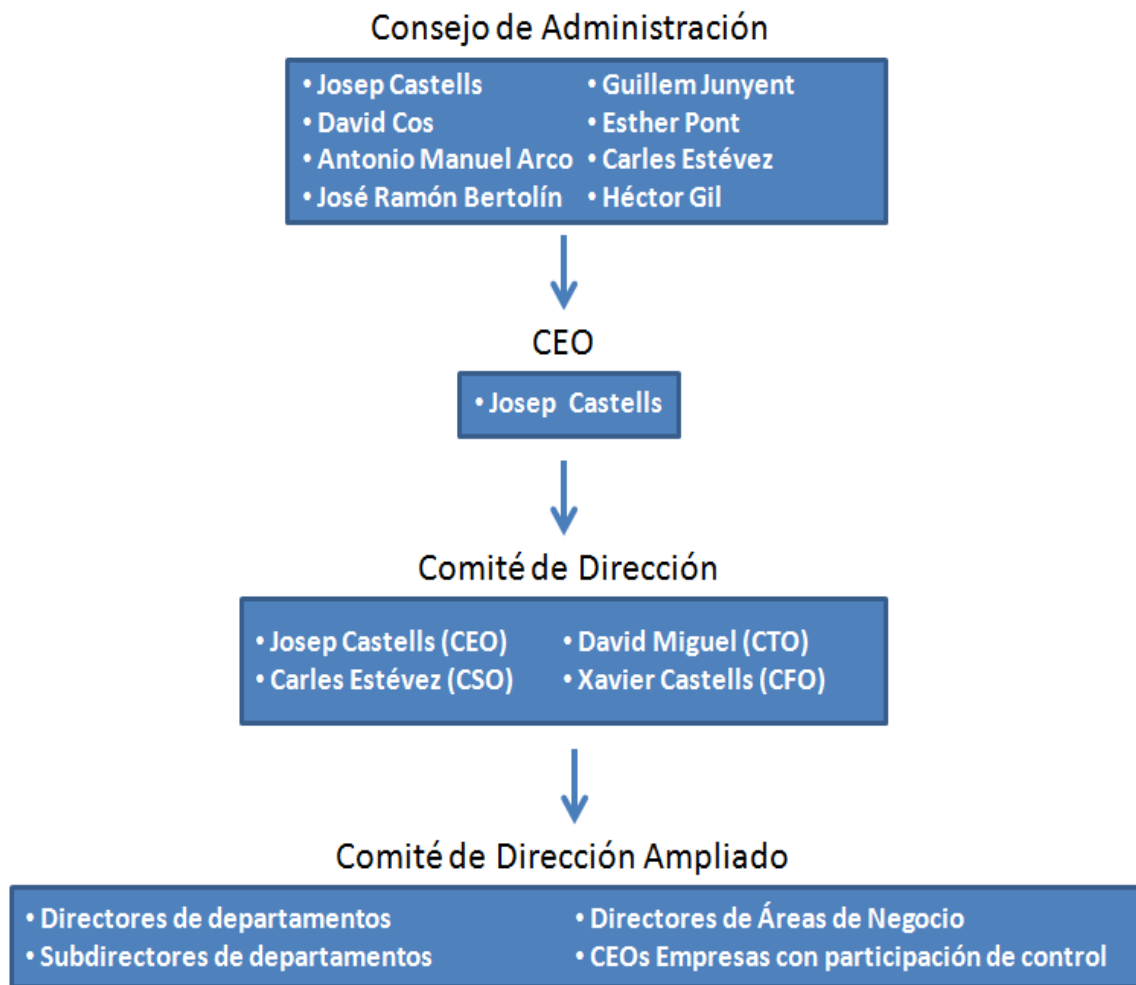 Consejo de Administración
• Josep Castells
• David Cos
• Antonio Manuel Arco
• José Ramón Bertolín
• Guillem Junyent
• Esther Pont
• Carles Estévez
• Héctor Gil
CEO
• Josep Castells
Comité de Dirección
• Josep Castells (CEO)
• Carles Estévez (CSO)
• David Miguel (CTO)
• Xavier Castells (CFO)
Comité de Dirección Ampliado
• Directores de departamentos
• Subdirectores de departamentos
• Directores de Áreas de Negocio
• CEOs Empresas con participación de control